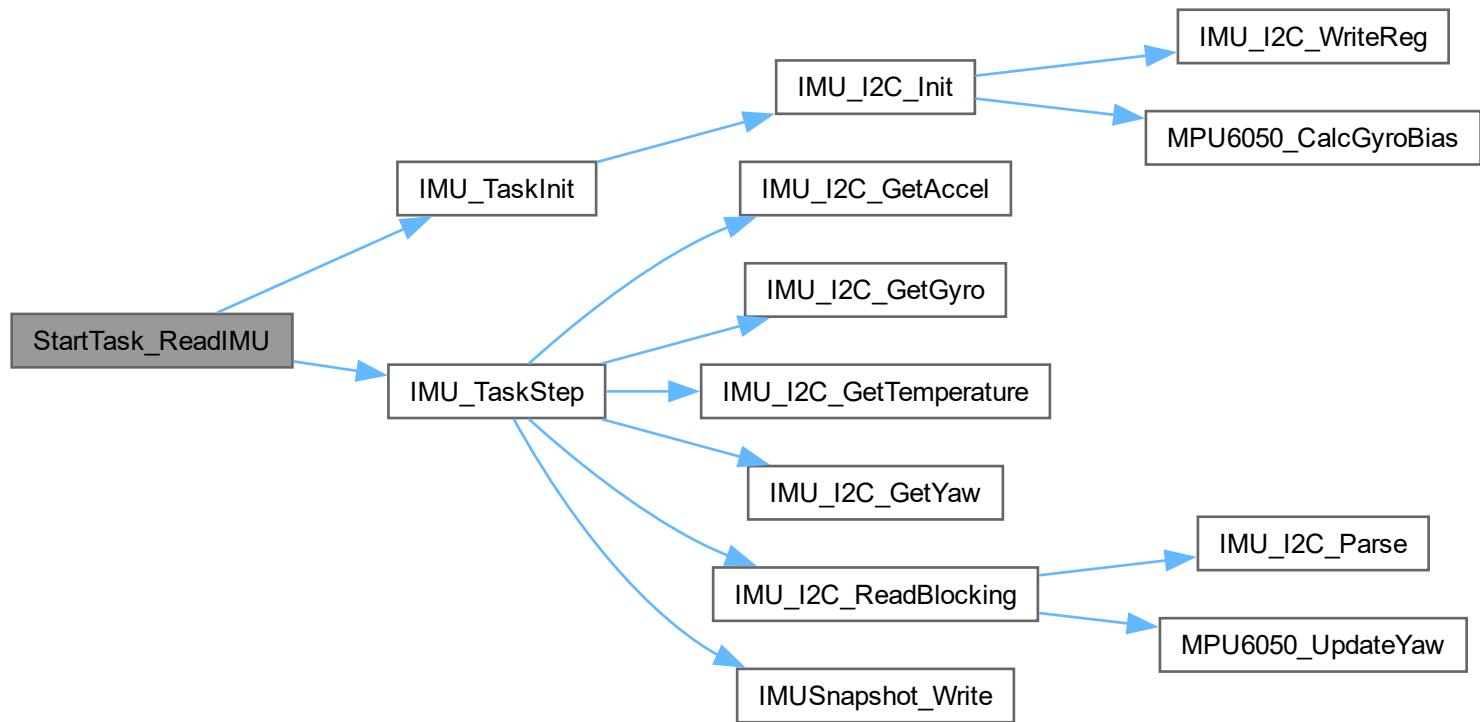 IMU_I2C_WriteReg
IMU_I2C_Init
MPU6050_CalcGyroBias
IMU_TaskInit
IMU_I2C_GetAccel
IMU_I2C_GetGyro
StartTask_ReadIMU
IMU_TaskStep
IMU_I2C_GetTemperature
IMU_I2C_GetYaw
IMU_I2C_Parse
IMU_I2C_ReadBlocking
MPU6050_UpdateYaw
IMUSnapshot_Write